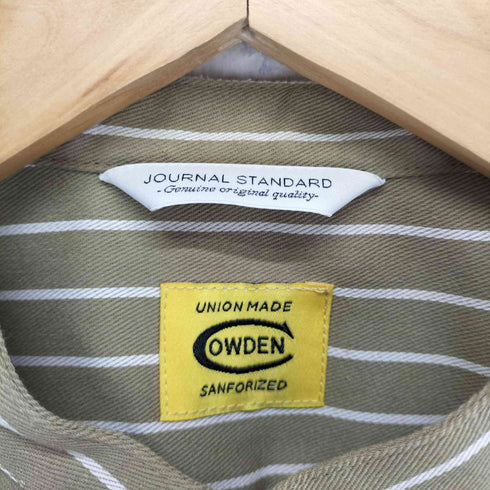 JOURNAL STANDARD
- Genuine original quality-
UNION MADE
COWDEN
SANFORIZED